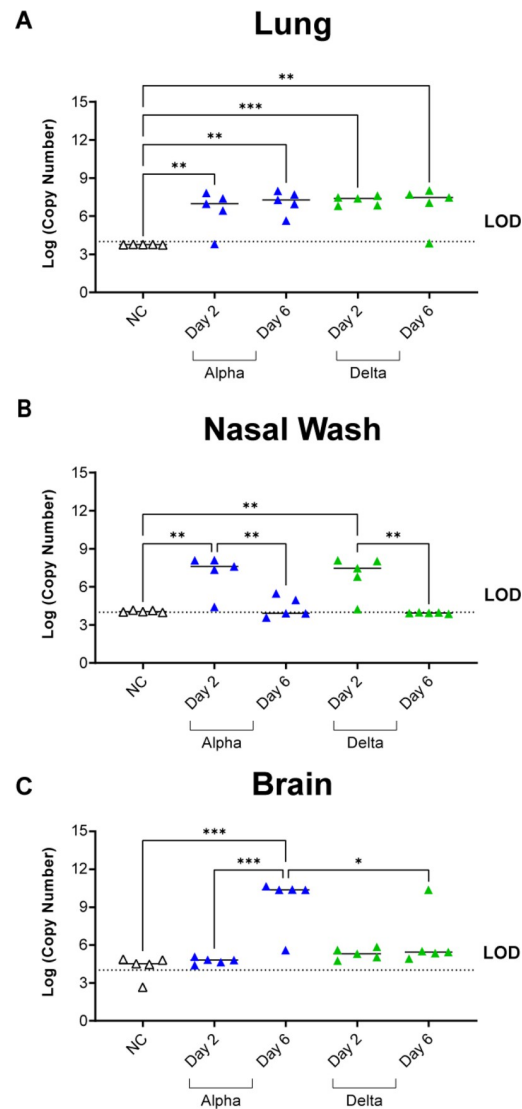 A
Lung
**
***
**
**
Log (Copy Number)
15
12
9
6
3
0
LOD
NC
Day 2
Day 6
Day 2
Day 6
Alpha
Delta
B
Nasal Wash
**
**
**
**
Log (Copy Number)
15
12
9
6
3
0
LOD
NC
Day 2
Day 6
Day 2
Day 6
Alpha
Delta
C
Brain
***
***
*
Log (Copy Number)
15
12
9
6
3
0
LOD
NC
Day 2
Day 6
Day 2
Day 6
Alpha
Delta